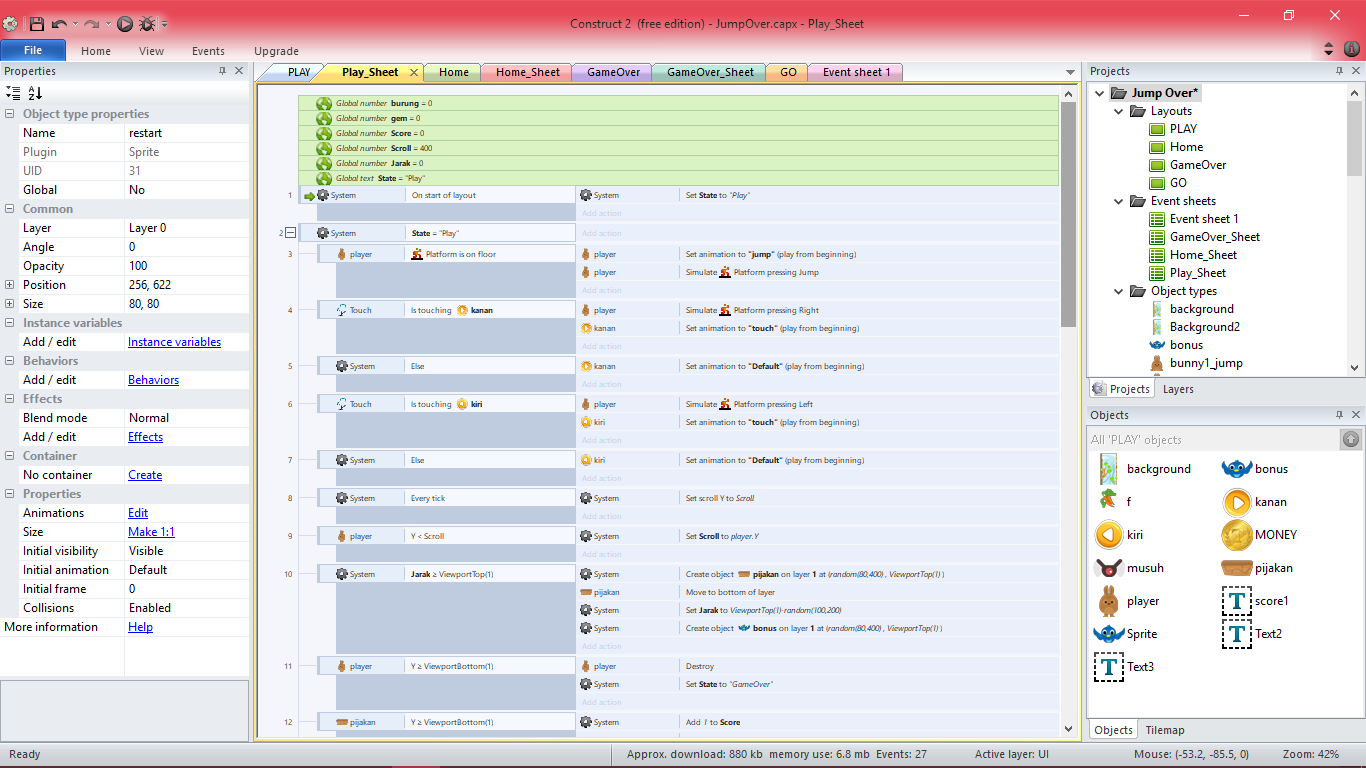 Construct 2 (free edition) - JumpOver.capx - Play_Sheet
File Home View Events Upgrade
Properties
Object type properties
Name restart
Plugin Sprite
UID 31
Global No
Common
Layer Layer 0
Angle 0
Opacity 100
Position 256, 622
Size 80, 80
Instance variables
Add / edit Instance variables
Behaviors
Add / edit Behaviors
Effects
Blend mode Normal
Add / edit Effects
Container
No container Create
Properties
Animations Edit
Size Make 1:1
Initial visibility Visible
Initial animation Default
Initial frame 0
Collisions Enabled
More information Help
PLAY Play_Sheet Home Home_Sheet GameOver GameOver_Sheet GO Event sheet 1
Global number burung = 0
Global number gem = 0
Global number Score = 0
Global number Scroll = 400
Global number Jarak = 0
Global text State = "Play"
1 System On start of layout System Set State to "Play"
Add action
2 System State = "Play" Add action
3 player Platform is on floor player Set animation to "jump" (play from beginning)
player Simulate Platform pressing Jump
Add action
4 Touch Is touching kanan player Simulate Platform pressing Right
kanan Set animation to "touch" (play from beginning)
Add action
5 System Else kanan Set animation to "Default" (play from beginning)
Add action
6 Touch Is touching kiri player Simulate Platform pressing Left
kiri Set animation to "touch" (play from beginning)
Add action
7 System Else kiri Set animation to "Default" (play from beginning)
Add action
8 System Every tick System Set scroll Y to Scroll
Add action
9 player Y < Scroll System Set Scroll to player.Y
Add action
10 System Jarak ≥ ViewportTop(1) System Create object pijakan on layer 1 at (random(80,400), ViewportTop(1))
pijakan Move to bottom of layer
System Set Jarak to ViewportTop(1)-random(100,200)
System Create object bonus on layer 1 at (random(80,400), ViewportTop(1))
Add action
11 player Y ≥ ViewportBottom(1) player Destroy
System Set State to "GameOver"
Add action
12 pijakan Y ≥ ViewportBottom(1) System Add 1 to Score
Projects
Jump Over*
Layouts
PLAY
Home
GameOver
GO
Event sheets
Event sheet 1
GameOver_Sheet
Home_Sheet
Play_Sheet
Object types
background
Background2
bonus
bunny1_jump
Projects Layers
Objects
All 'PLAY' objects
background bonus
f kanan
kiri MONEY
musuh pijakan
player T score1
Sprite T Text2
T Text3
Objects Tilemap
Ready Approx. download: 880 kb memory use: 6.8 mb Events: 27 Active layer: UI Mouse: (-53.2, -85.5, 0) Zoom: 42%